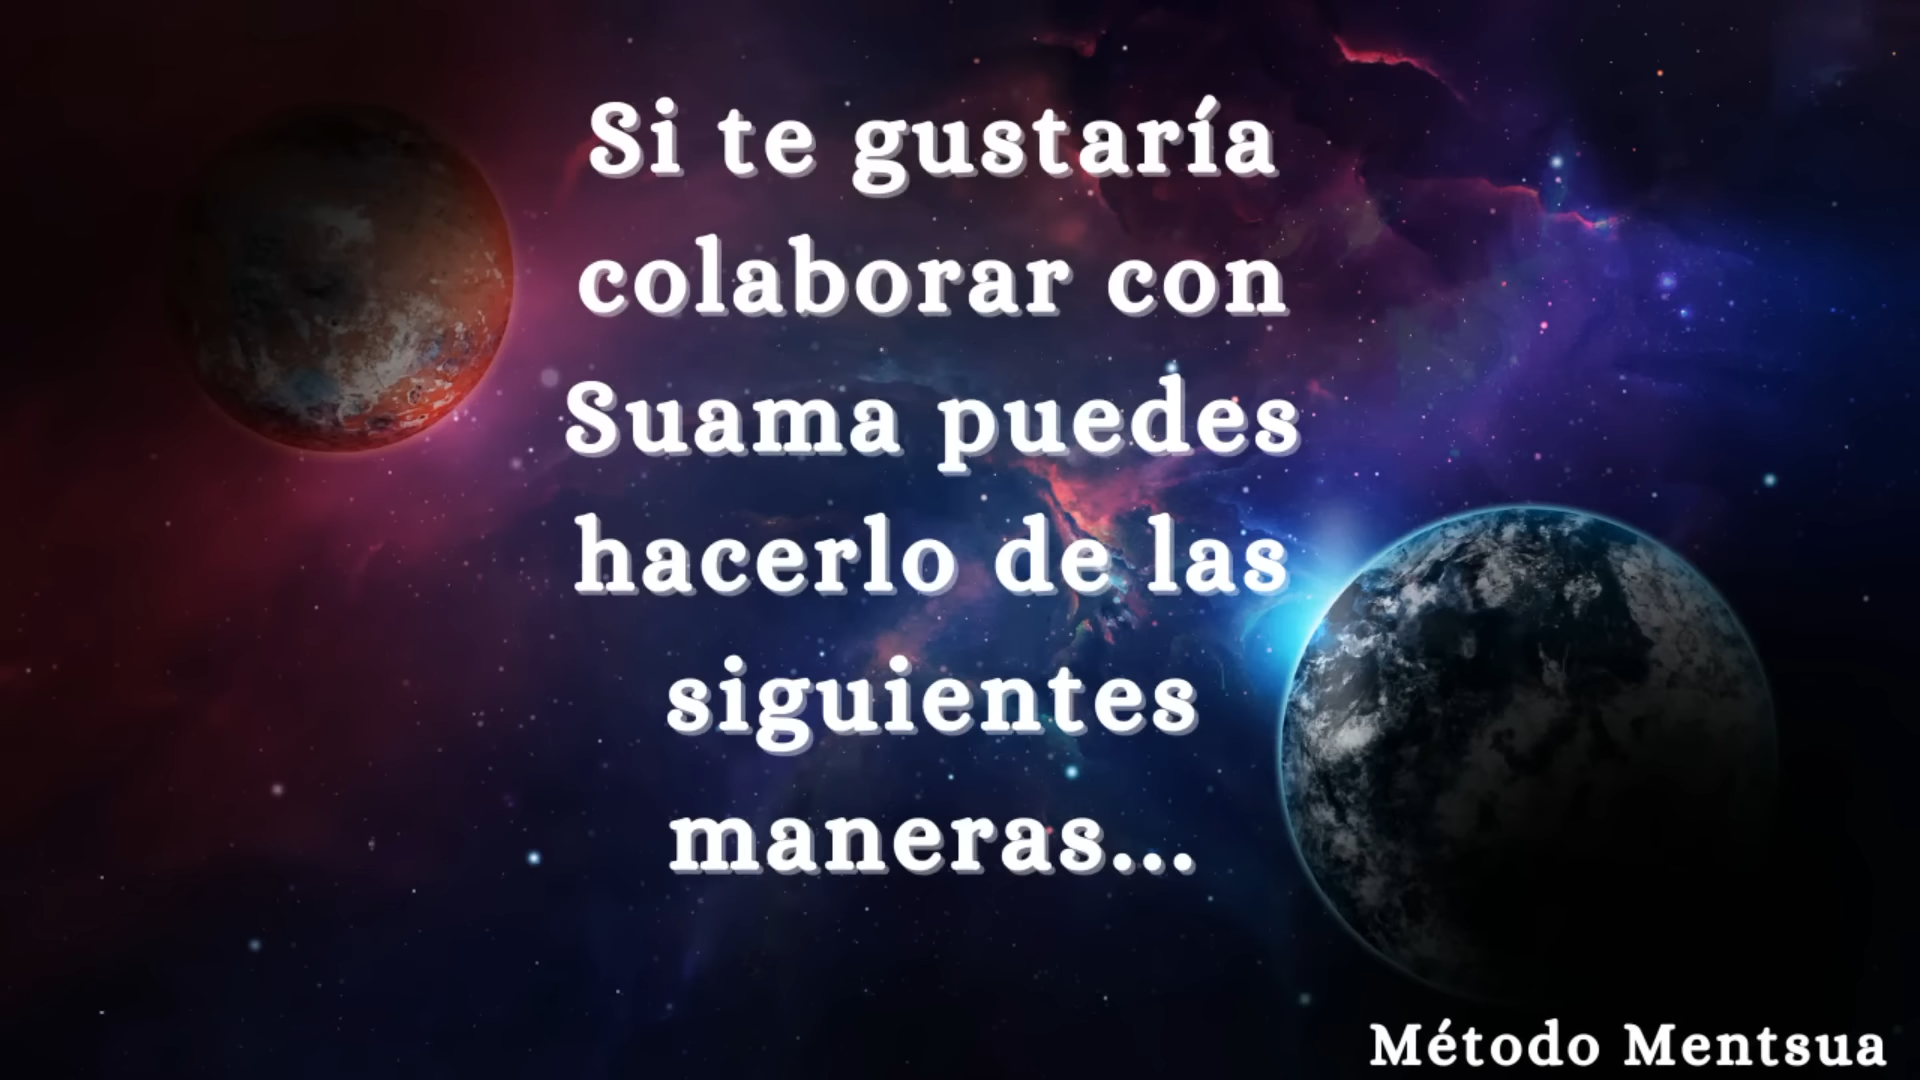 Si te gustaría
colaborar con
Suama puedes
hacerlo de las
siguientes
maneras...
Método Mentsua